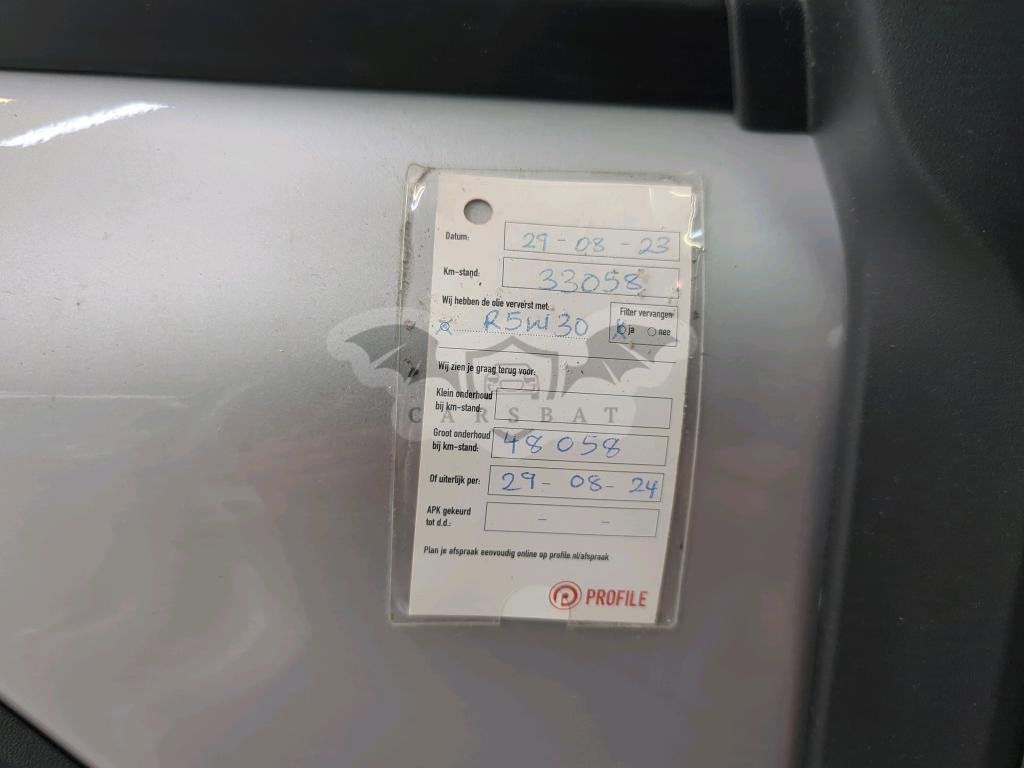 Datum: 29 - 08 - 23
Km-stand: 33058
Wij hebben de olie ververst met:
Filter vervangen
R5W30
ja nee
Wij zien je graag terug voor:
Klein onderhoud
bij km-stand:
CARSBAT
Groot onderhoud
bij km-stand: 48058
Of uiterlijk per: 29 - 08 - 24
APK gekeurd
tot d.d.: - -
Plan je afspraak eenvoudig online op profile.nl/afspraak
PROFILE